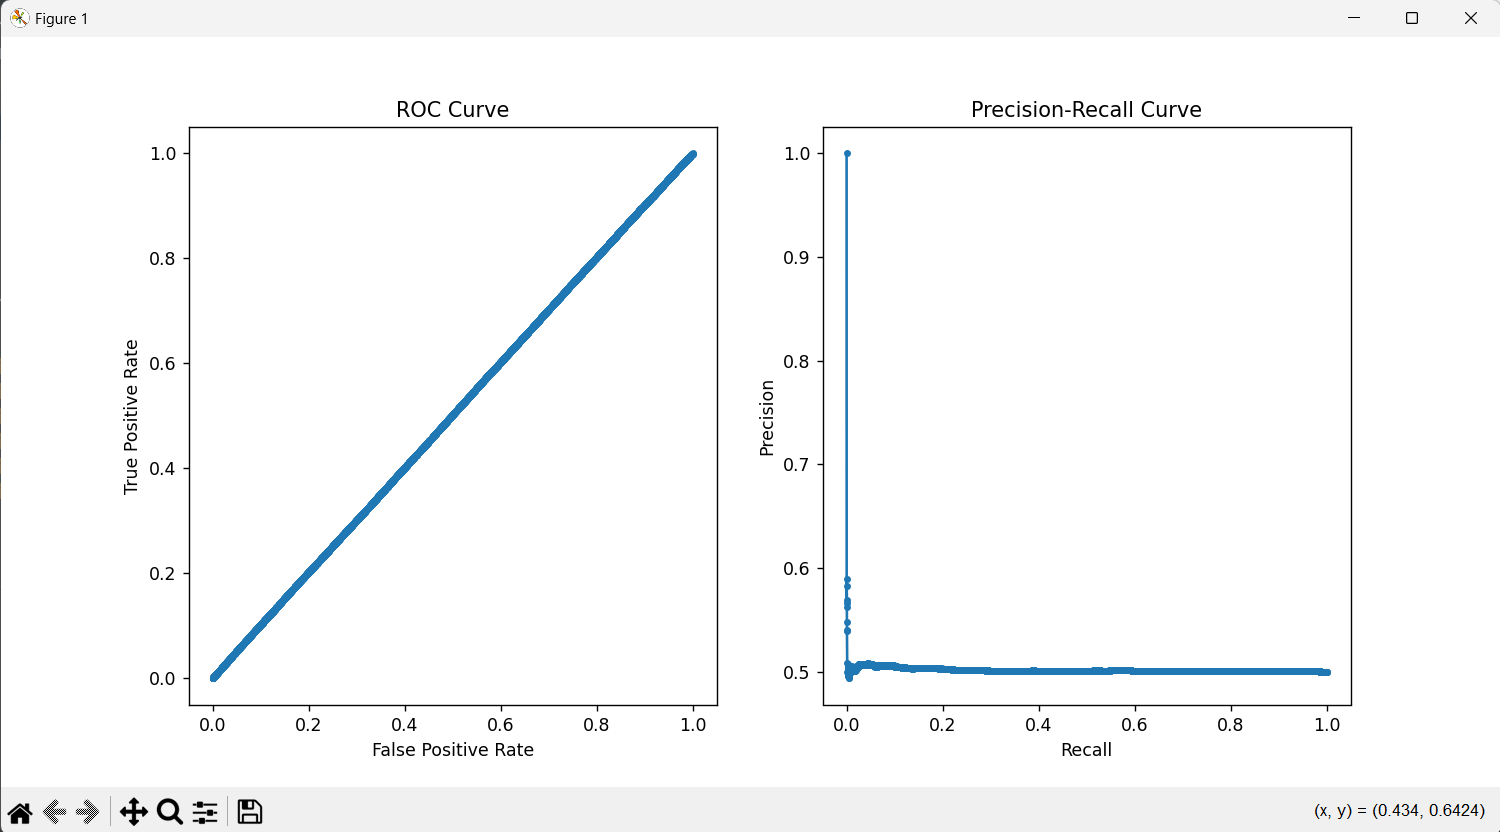 Figure 1
ROC Curve
1.0
0.8
0.6
0.4
0.2
0.0
True Positive Rate
0.0 0.2 0.4 0.6 0.8 1.0
False Positive Rate
Precision-Recall Curve
1.0
0.9
0.8
0.7
0.6
0.5
Precision
0.0 0.2 0.4 0.6 0.8 1.0
Recall
(x, y) = (0.434, 0.6424)